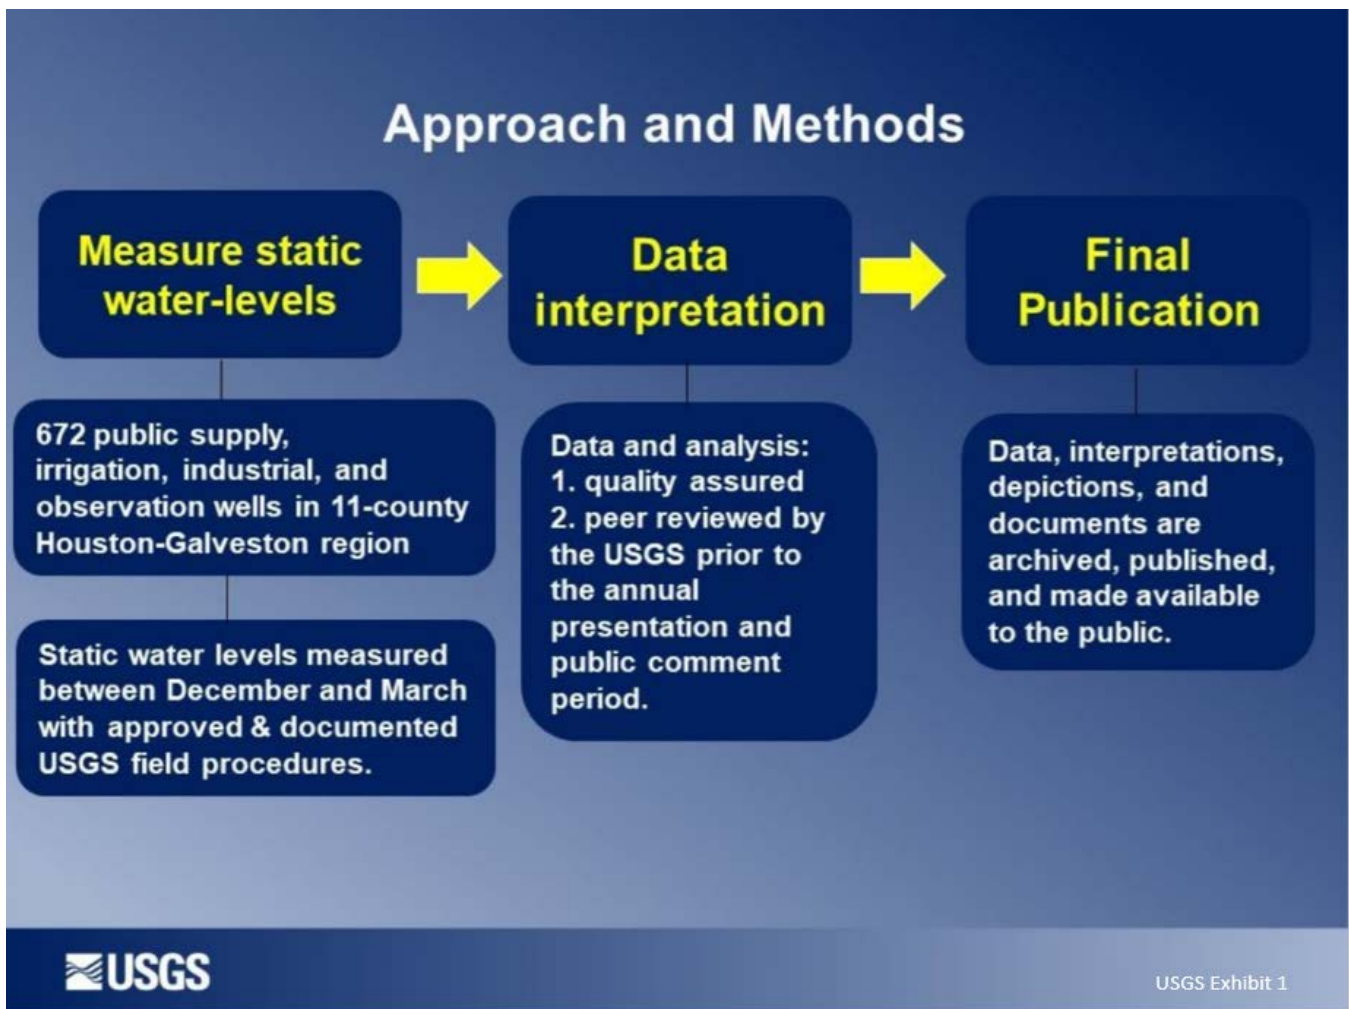 Approach and Methods
Measure static
water-levels
672 public supply,
irrigation, industrial, and
observation wells in 11-county
Houston-Galveston region
Static water levels measured
between December and March
with approved & documented
USGS field procedures.
Data
interpretation
Data and analysis:
1. quality assured
2. peer reviewed by
the USGS prior to
the annual
presentation and
public comment
period.
Final
Publication
Data, interpretations,
depictions, and
documents are
archived, published,
and made available
to the public.
USGS
USGS Exhibit 1